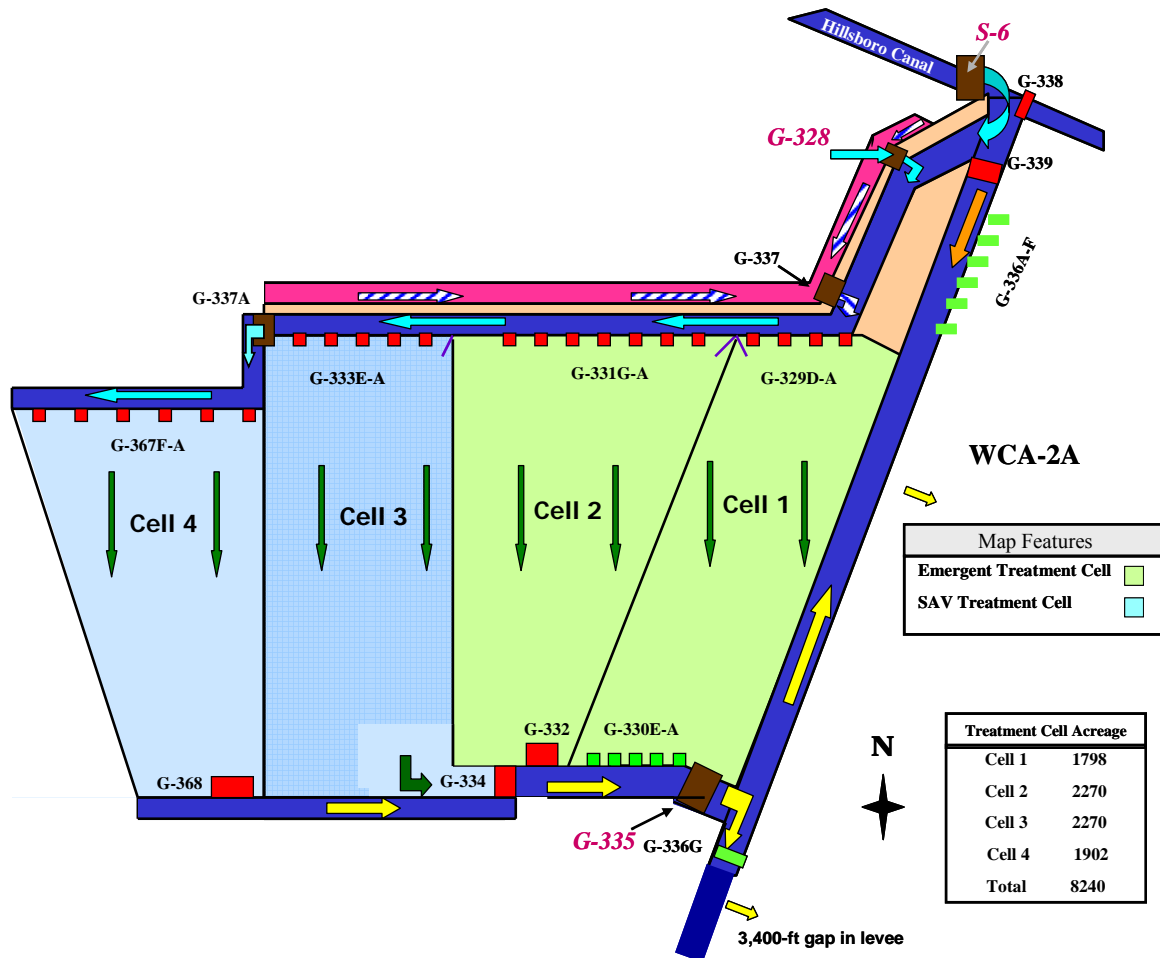 S-6
Hillsboro Canal
G-338
G-328
G-339
G-336A-F
G-337
G-337A
G-333E-A
G-331G-A
G-329D-A
G-367F-A
WCA-2A
Cell 4
Cell 3
Cell 2
Cell 1
Map Features
Emergent Treatment Cell
SAV Treatment Cell
G-332
G-330E-A
G-368
G-334
G-335
G-336G
N
Treatment Cell Acreage
Cell 1 1798
Cell 2 2270
Cell 3 2270
Cell 4 1902
Total 8240
3,400-ft gap in levee